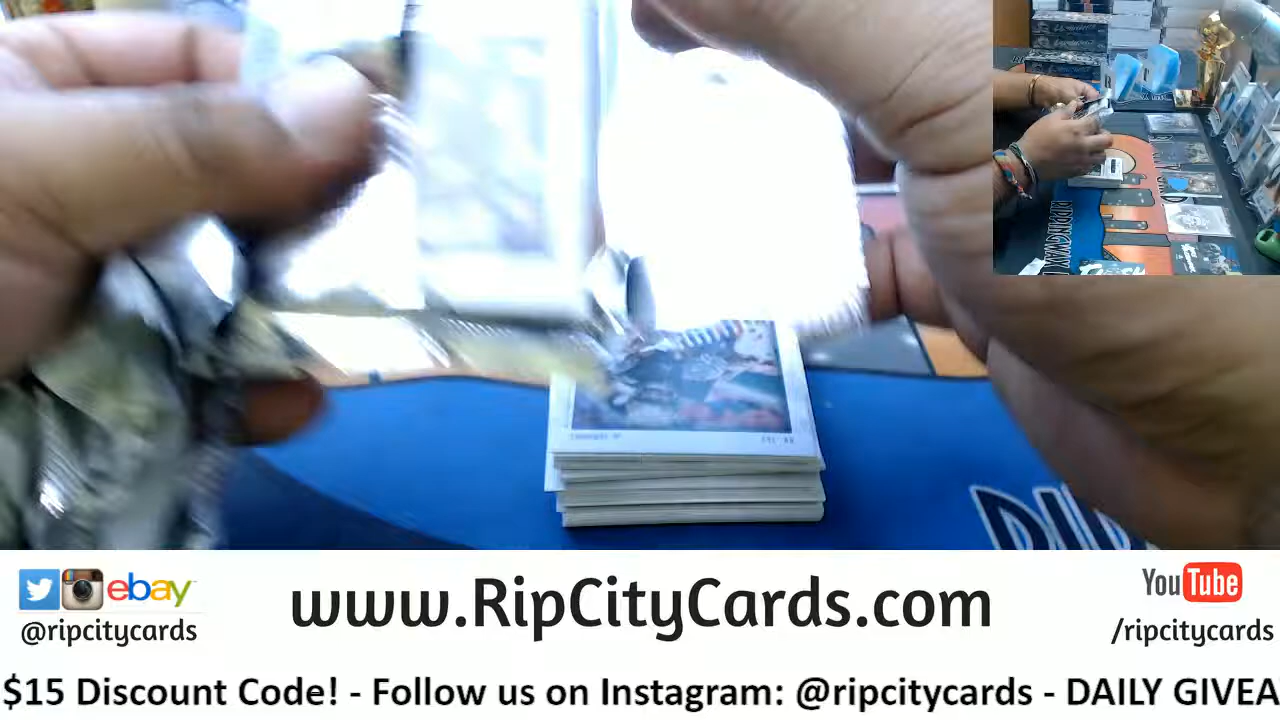 ebay
@ripcitycards
www.RipCityCards.com
YouTube
/ripcitycards
$15 Discount Code! - Follow us on Instagram: @ripcitycards - DAILY GIVEA